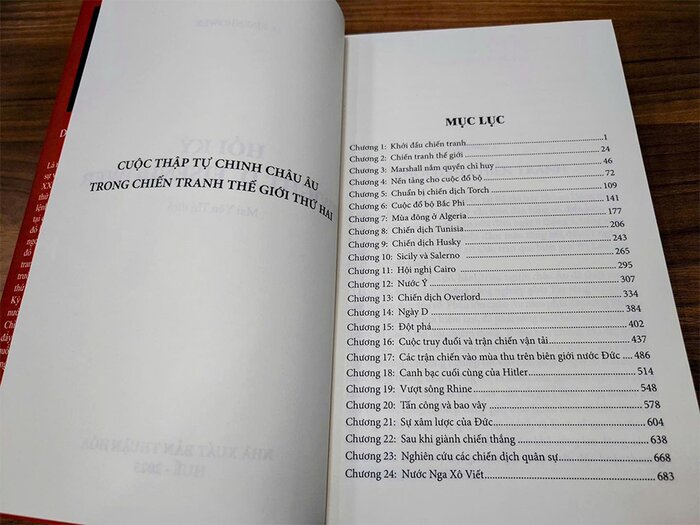 CUỘC THẬP TỰ CHINH CHÂU ÂU
TRONG CHIẾN TRANH THẾ GIỚI THỨ HAI
MỤC LỤC
Chương 1: Khởi đầu chiến tranh 1
Chương 2: Chiến tranh thế giới 24
Chương 3: Marshall nắm quyền chỉ huy 46
Chương 4: Nền tảng cho cuộc đổ bộ 72
Chương 5: Chuẩn bị chiến dịch Torch 109
Chương 6: Cuộc đổ bộ Bắc Phi 141
Chương 7: Mùa đông ở Algeria 177
Chương 8: Chiến dịch Tunisia 206
Chương 9: Chiến dịch Husky 243
Chương 10: Sicily và Salerno 265
Chương 11: Hội nghị Cairo 295
Chương 12: Nước Ý 307
Chương 13: Chiến dịch Overlord 334
Chương 14: Ngày D 384
Chương 15: Đột phá 402
Chương 16: Cuộc truy đuổi và trận chiến vận tải 437
Chương 17: Các trận chiến vào mùa thu trên biên giới nước Đức 486
Chương 18: Canh bạc cuối cùng của Hitler 514
Chương 19: Vượt sông Rhine 548
Chương 20: Tấn công và bao vây 578
Chương 21: Sự xâm lược của Đức 604
Chương 22: Sau khi giành chiến thắng 638
Chương 23: Nghiên cứu các chiến dịch quân sự 668
Chương 24: Nước Nga Xô Viết 683